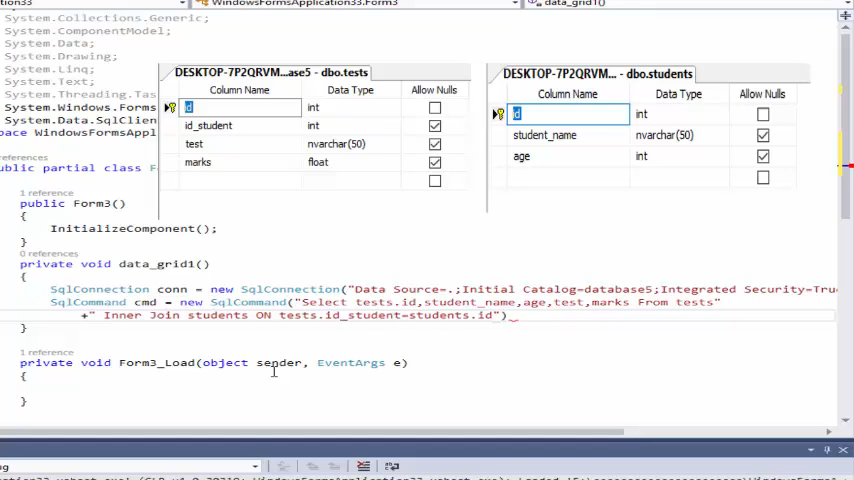 WindowsFormsApplication33.Form3
data_grid1()
System.Collections.Generic;
System.ComponentModel;
System.Data;
System.Drawing;
System.Linq;
System.Text;
System.Threading.Tas
System.Windows.Forms
System.Data.SqlClien
pace WindowsFormsApp
references
public partial class F
DESKTOP-7P2QRVM...ase5 - dbo.tests
Column Name Data Type Allow Nulls
id int
id_student int
test nvarchar(50)
marks float
DESKTOP-7P2QRVM... - dbo.students
Column Name Data Type Allow Nulls
id int
student_name nvarchar(50)
age int
1 reference
public Form3()
{
InitializeComponent();
}
0 references
private void data_grid1()
{
SqlConnection conn = new SqlConnection("Data Source=.;Initial Catalog=database5;Integrated Security=Tru
SqlCommand cmd = new SqlCommand("Select tests.id,student_name,age,test,marks From tests"
+" Inner Join students ON tests.id_student=students.id")
}
1 reference
private void Form3_Load(object sender, EventArgs e)
{
}